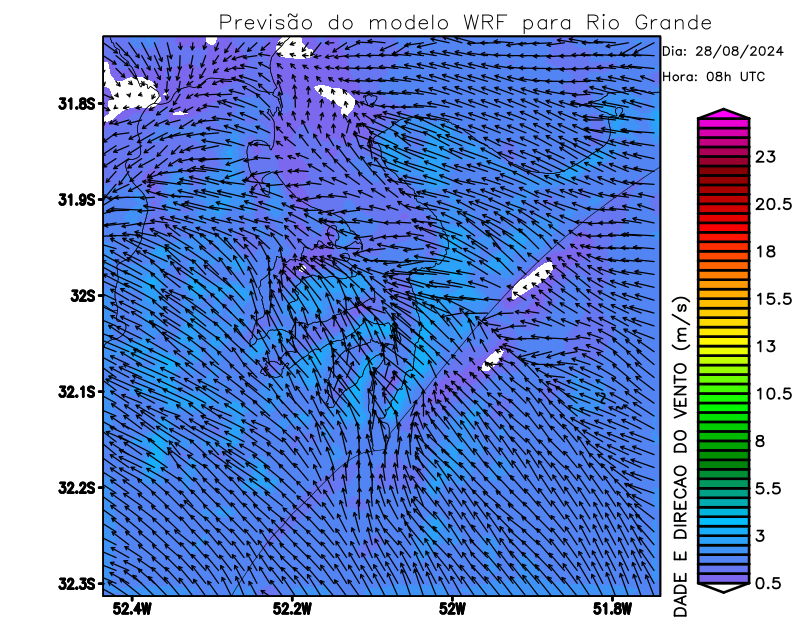 Previsão do modelo WRF para Rio Grande
Dia: 28/08/2024
Hora: 08h UTC
31.8S
31.9S
32S
32.1S
32.2S
32.3S
52.4W
52.2W
52W
51.8W
23
20.5
18
15.5
13
10.5
8
5.5
3
0.5
DADE E DIRECAO DO VENTO (m/s)
2